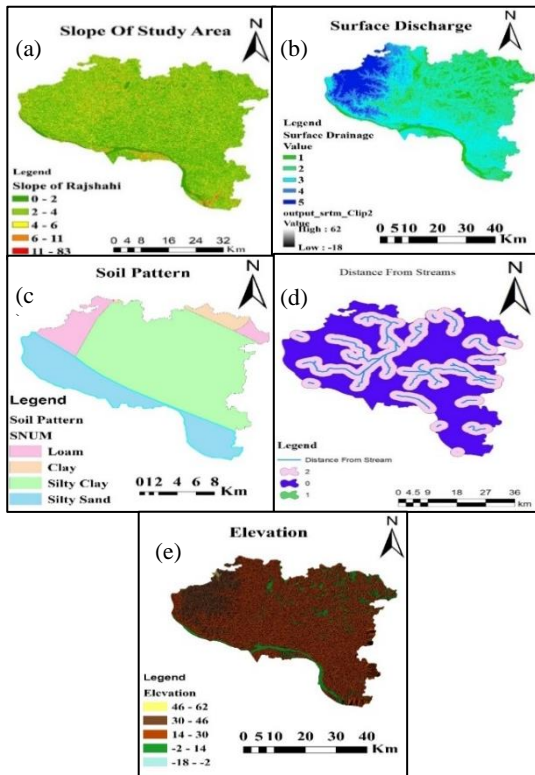 (a)
Slope Of Study Area
N
Legend
Slope of Rajshahi
0 - 2
2 - 4
4 - 6
6 - 11
11 - 83
0 4 8 16 24 32
Km
(b)
Surface Discharge
N
Legend
Surface Drainage
Value
1
2
3
4
5
output_srtm_Clip2
Value
High : 62
Low : -18
0 5 10 20 30 40
Km
(c
Soil Pattern
N
Legend
Soil Pattern
SNUM
Loam
Clay
Silty Clay
Silty Sand
0 1 2 4 6 8
Km
(d)
Distance From Streams
N
Legend
Distance From Stream
2
0
1
0 4.5 9 18 27 36
km
(e)
Elevation
N
Legend
Elevation
46 - 62
30 - 46
14 - 30
-2 - 14
-18 - -2
0 5 10 20 30 40
Km